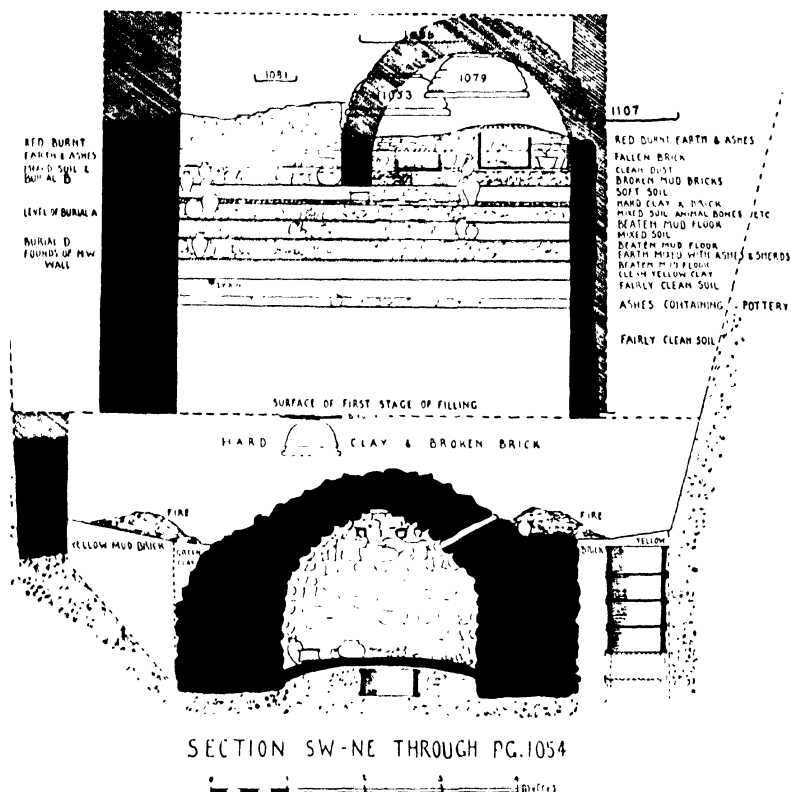 1079
1053
1107
RED BURNT
EARTH & ASHES
MIXED SOIL &
BURIAL B
LEVEL OF BURIAL A
BURIAL D
FOUNDS OF N.W
WALL
RED BURNT EARTH & ASHES
FALLEN BRICK
CLEAN DUST
BROKEN MUD BRICKS
SOFT SOIL
HARD CLAY & BRICK
MIXED SOIL ANIMAL BONES ETC
BEATEN MUD FLOOR
MIXED SOIL
BEATEN MUD FLOOR
EARTH MIXED WITH ASHES & SHERDS
BEATEN MUD FLOOR
CLEAN YELLOW CLAY
FAIRLY CLEAN SOIL
ASHES CONTAINING POTTERY
FAIRLY CLEAN SOIL
SURFACE OF FIRST STAGE OF FILLING
HARD CLAY & BROKEN BRICK
FIRE
FIRE
YELLOW MUD BRICK
GREEN
CLAY
BRICK
YELLOW
SECTION SW-NE THROUGH PG.1054
METRES